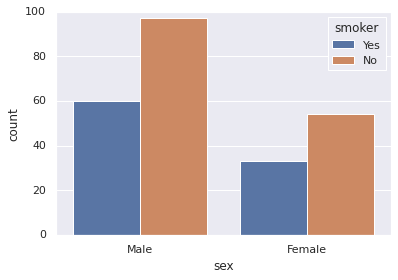 100
80
60
40
20
0
count
Male
Female
sex
smoker
Yes
No